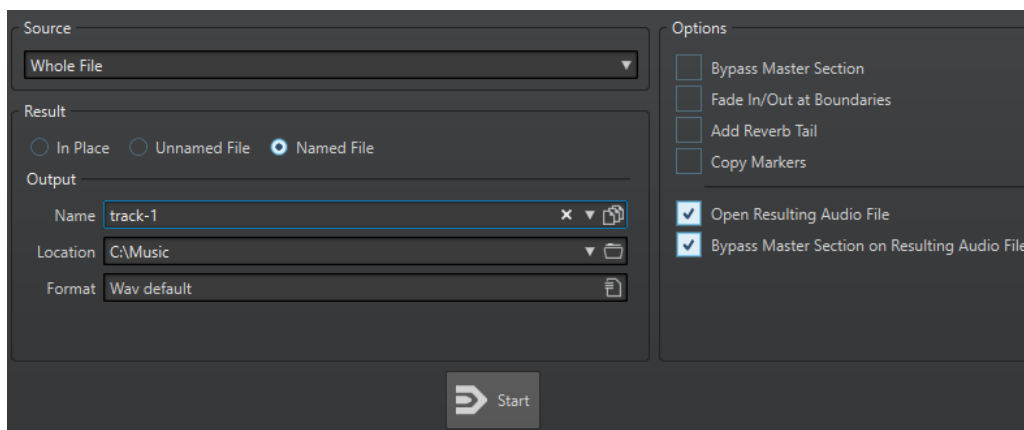 Source
Whole File
Result
In Place Unnamed File Named File
Output
Name track-1
Location C:\Music
Format Wav default
Options
Bypass Master Section
Fade In/Out at Boundaries
Add Reverb Tail
Copy Markers
Open Resulting Audio File
Bypass Master Section on Resulting Audio File
Start